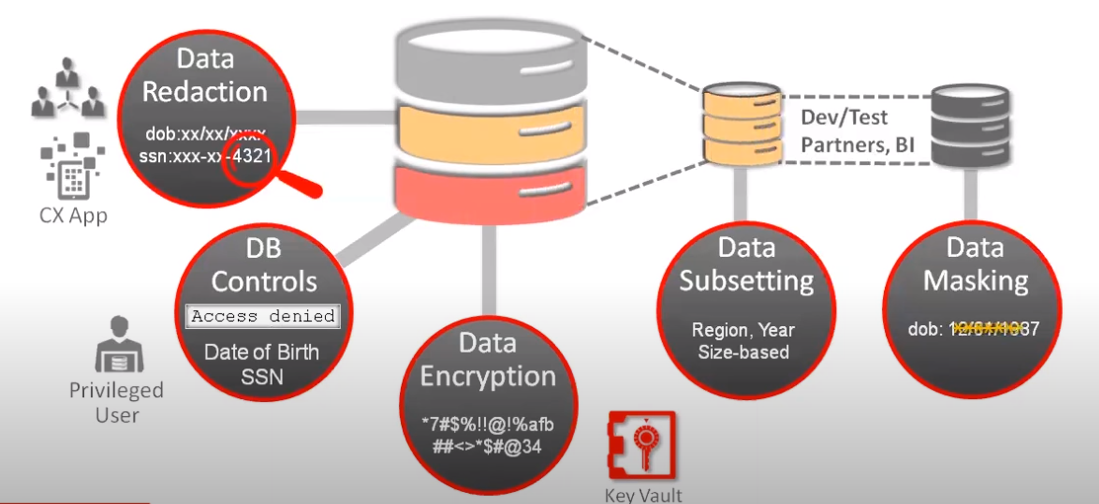 Data
Redaction
dob:xx/xx/xxxx
ssn:xxx-xx-4321
CX App
DB
Controls
Access denied
Date of Birth
SSN
Privileged
User
Data
Encryption
*7#$%!!@!%afb
##<>*$#@34
Key Vault
Dev/Test
Partners, BI
Data
Subsetting
Region, Year
Size-based
Data
Masking
dob: